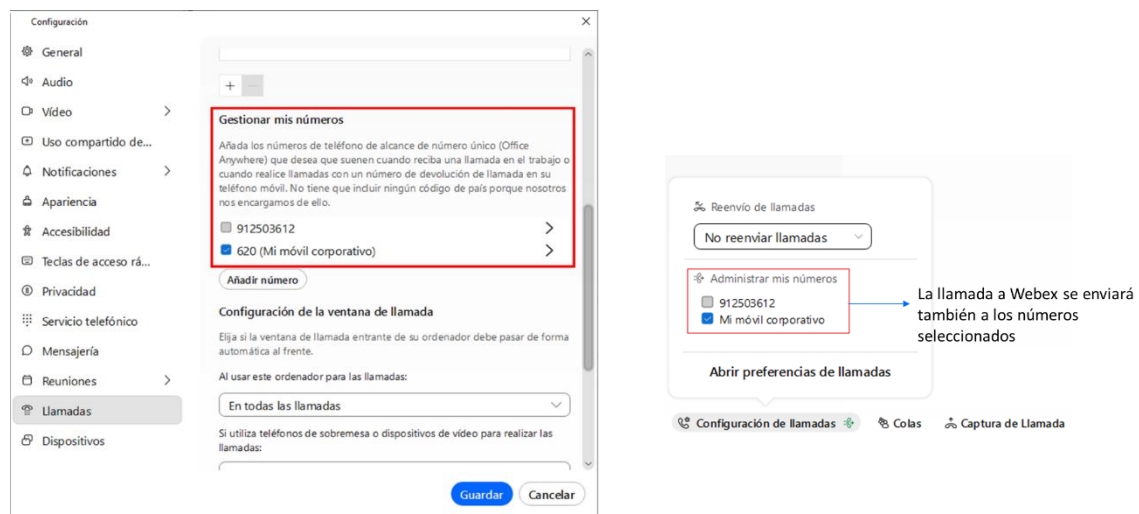 Configuración
General
Audio
Vídeo
Uso compartido de...
Notificaciones
Apariencia
Accesibilidad
Teclas de acceso rá...
Privacidad
Servicio telefónico
Mensajería
Reuniones
Llamadas
Dispositivos
Gestionar mis números
Añada los números de teléfono de alcance de número único (Office
Anywhere) que desea que suenen cuando reciba una llamada en el trabajo o
cuando realice llamadas con un número de devolución de llamada en su
teléfono móvil. No tiene que incluir ningún código de país porque nosotros
nos encargamos de ello.
912503612
620 (Mi móvil corporativo)
Añadir número
Configuración de la ventana de llamada
Elija si la ventana de llamada entrante de su ordenador debe pasar de forma
automática al frente.
Al usar este ordenador para las llamadas:
En todas las llamadas
Si utiliza teléfonos de sobremesa o dispositivos de vídeo para realizar las
llamadas:
Guardar
Cancelar
Reenvío de llamadas
No reenviar llamadas
Administrar mis números
912503612
Mi móvil corporativo
Abrir preferencias de llamadas
Configuración de llamadas
Colas
Captura de Llamada
La llamada a Webex se enviará
también a los números
seleccionados